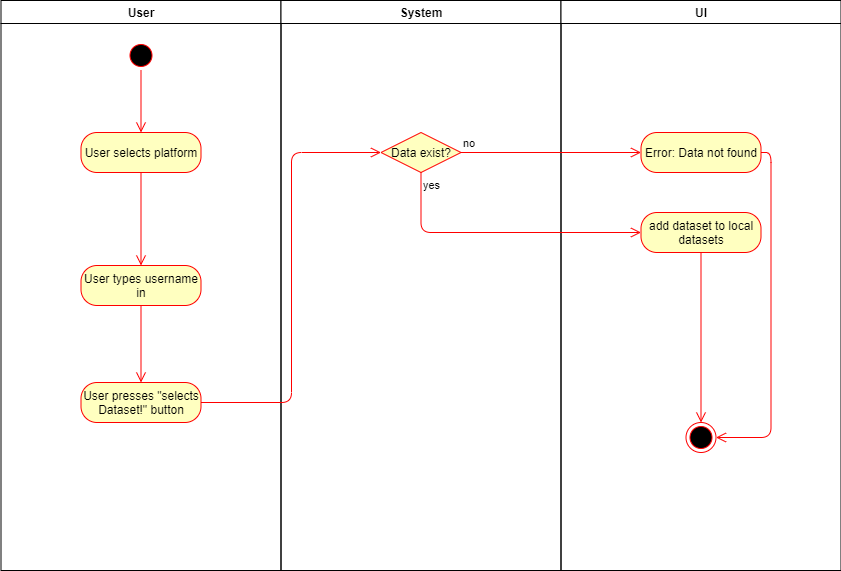 User
System
UI
User selects platform
Data exist?
no
yes
Error: Data not found
add dataset to local
datasets
User types username
in
User presses "selects
Dataset!" button